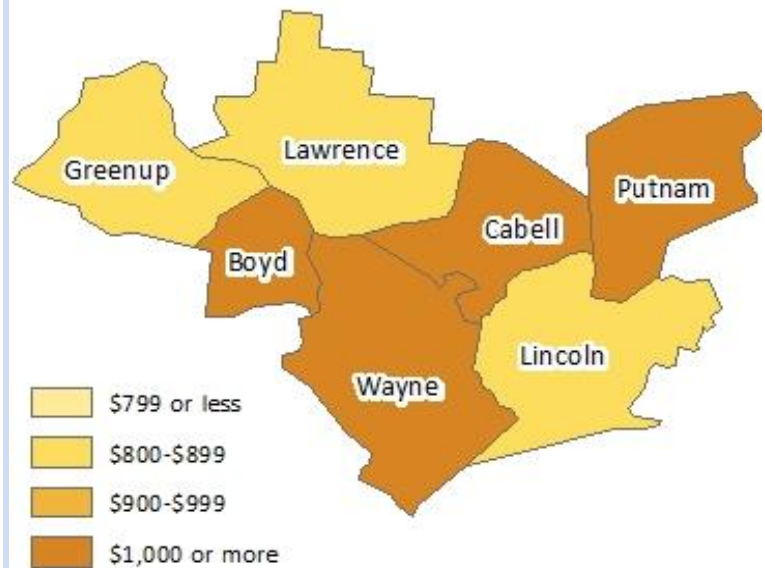 Greenup
Lawrence
Putnam
Cabell
Boyd
Lincoln
Wayne
$799 or less
$800-$899
$900-$999
$1,000 or more